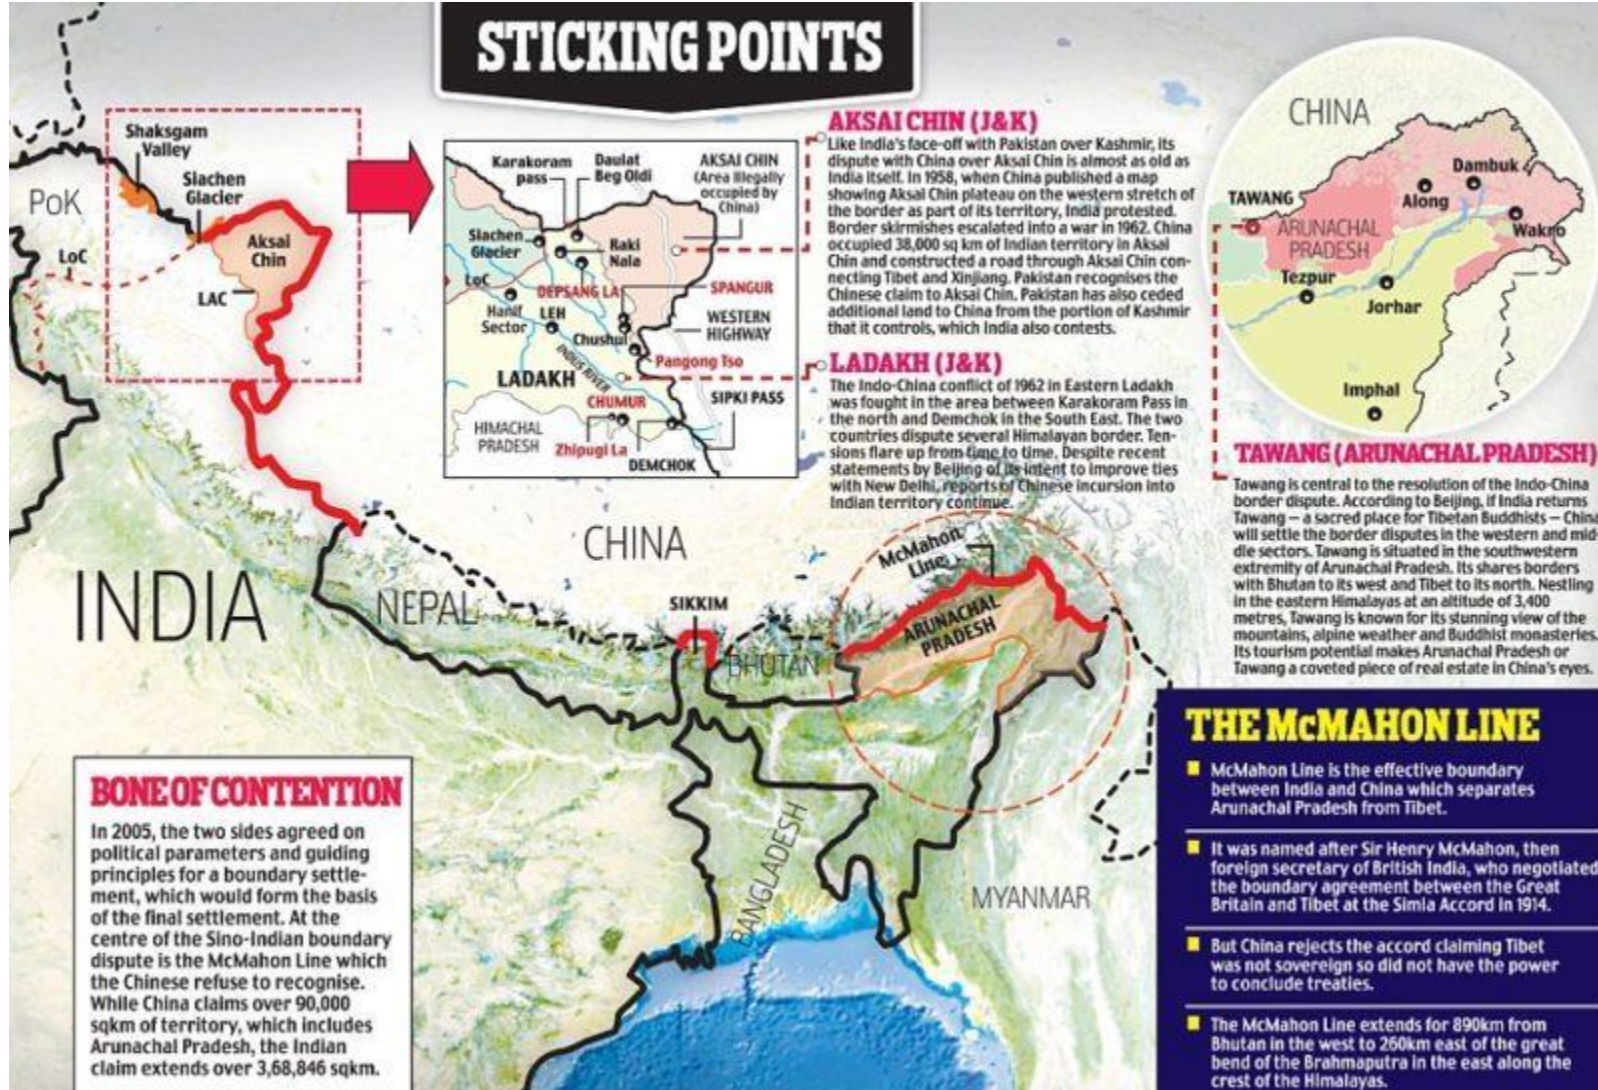 STICKING POINTS
Shaksgam
Valley
Siachen
Glacier
PoK
LoC
Aksai
Chin
LAC
Karakoram
pass
Daulat
Beg Oldi
AKSAI CHIN
(Area Illegally
occupied by
China)
Siachen
Glacier
Raki
Nala
LoC
DEPSANG LA
SPANGUR
Hanif
Sector
LEH
WESTERN
HIGHWAY
Chushul
INDUS RIVER
Pangong Tso
LADAKH
CHUMUR
SIPKI PASS
HIMACHAL
PRADESH
Zhipugi La
DEMCHOK
AKSAI CHIN (J&K)
Like India's face-off with Pakistan over Kashmir, its
dispute with China over Aksai Chin is almost as old as
India itself. In 1958, when China published a map
showing Aksai Chin plateau on the western stretch of
the border as part of its territory, India protested.
Border skirmishes escalated into a war in 1962. China
occupied 38,000 sq km of Indian territory in Aksai
Chin and constructed a road through Aksai Chin con-
necting Tibet and Xinjiang. Pakistan recognises the
Chinese claim to Aksai Chin. Pakistan has also ceded
additional land to China from the portion of Kashmir
that it controls, which India also contests.
LADAKH (J&K)
The Indo-China conflict of 1962 in Eastern Ladakh
was fought in the area between Karakoram Pass in
the north and Demchok in the South East. The two
countries dispute several Himalayan border. Ten-
sions flare up from time to time. Despite recent
statements by Beijing of its intent to improve ties
with New Delhi, reports of Chinese incursion into
Indian territory continue.
CHINA
TAWANG
ARUNACHAL
PRADESH
Dambuk
Along
Wakro
Tezpur
Jorhar
Imphal
TAWANG (ARUNACHAL PRADESH)
Tawang is central to the resolution of the Indo-China
border dispute. According to Beijing, if India returns
Tawang — a sacred place for Tibetan Buddhists — China
will settle the border disputes in the western and mid-
dle sectors. Tawang is situated in the southwestern
extremity of Arunachal Pradesh. Its shares borders
with Bhutan to its west and Tibet to its north. Nestling
in the eastern Himalayas at an altitude of 3,400
metres, Tawang is known for its stunning view of the
mountains, alpine weather and Buddhist monasteries.
Its tourism potential makes Arunachal Pradesh or
Tawang a coveted piece of real estate in China's eyes.
CHINA
INDIA
NEPAL
SIKKIM
BHUTAN
McMahon
Line
ARUNACHAL
PRADESH
BANGLADESH
MYANMAR
BONE OF CONTENTION
In 2005, the two sides agreed on
political parameters and guiding
principles for a boundary settle-
ment, which would form the basis
of the final settlement. At the
centre of the Sino-Indian boundary
dispute is the McMahon Line which
the Chinese refuse to recognise.
While China claims over 90,000
sqkm of territory, which includes
Arunachal Pradesh, the Indian
claim extends over 3,68,846 sqkm.
THE McMAHON LINE
McMahon Line is the effective boundary
between India and China which separates
Arunachal Pradesh from Tibet.
It was named after Sir Henry McMahon, then
foreign secretary of British India, who negotiated
the boundary agreement between the Great
Britain and Tibet at the Simla Accord in 1914.
But China rejects the accord claiming Tibet
was not sovereign so did not have the power
to conclude treaties.
The McMahon Line extends for 890km from
Bhutan in the west to 260km east of the great
bend of the Brahmaputra in the east along the
crest of the Himalayas.